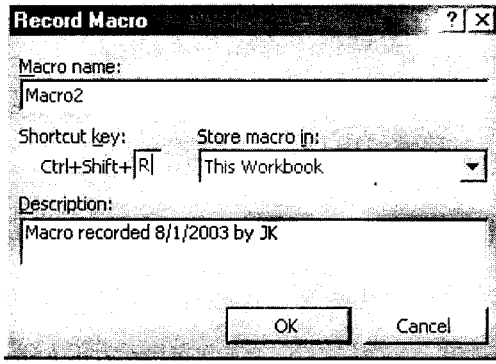 Record Macro
Macro name:
Macro2
Shortcut key: Store macro in:
Ctrl+Shift+ R This Workbook
Description:
Macro recorded 8/1/2003 by JK
OK Cancel